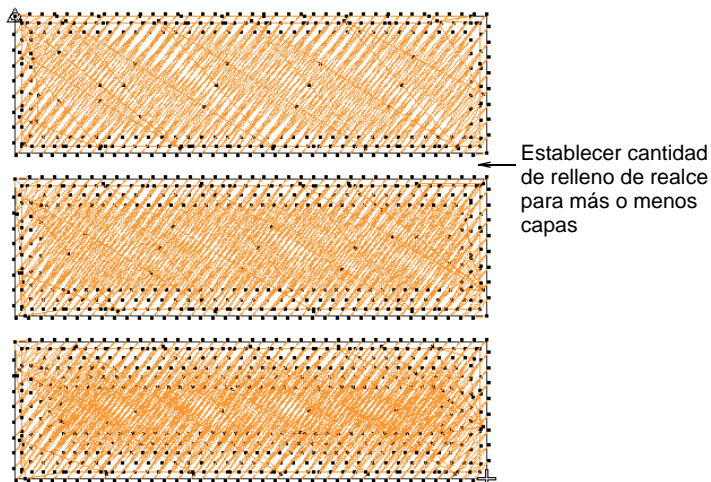 Establecer cantidad
de relleno de realce
para más o menos
capas